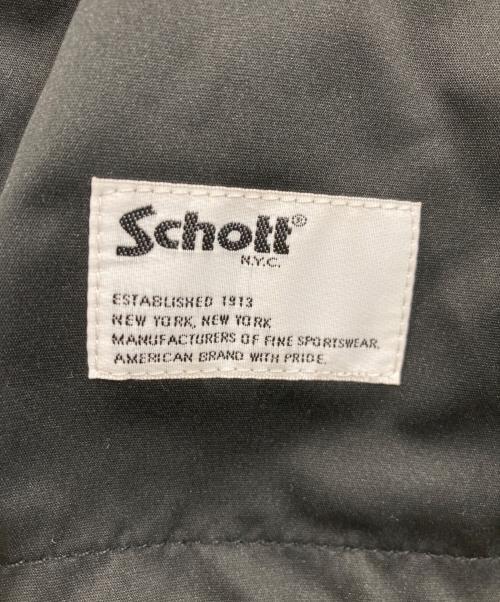 Schott®
N.Y.C.
ESTABLISHED 1913
NEW YORK, NEW YORK
MANUFACTURERS OF FINE SPORTSWEAR.
AMERICAN BRAND WITH PRIDE.